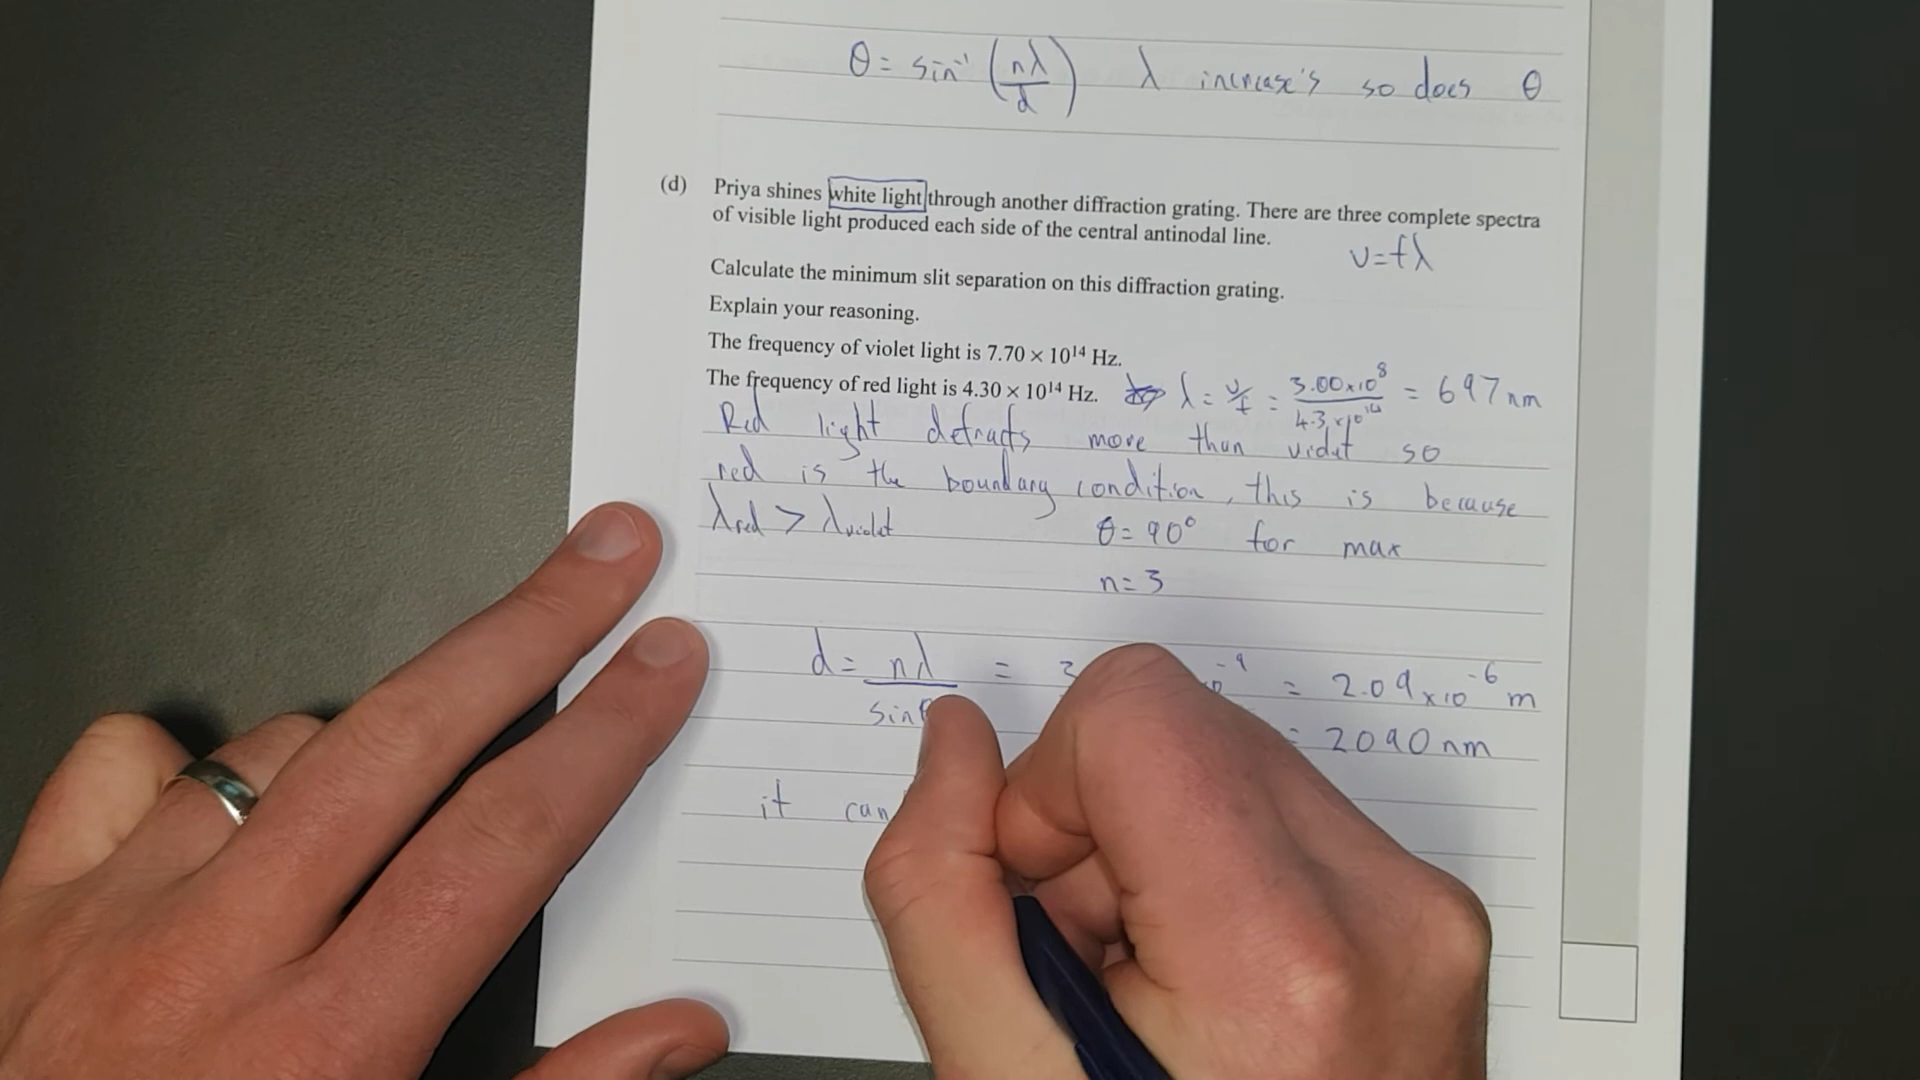 θ = sin⁻¹ (nλ/d) λ increase's so does θ
(d) Priya shines white light through another diffraction grating. There are three complete spectra
of visible light produced each side of the central antinodal line.
v=fλ
Calculate the minimum slit separation on this diffraction grating.
Explain your reasoning.
The frequency of violet light is 7.70 × 10¹⁴ Hz.
The frequency of red light is 4.30 × 10¹⁴ Hz. λ = v/f = 3.00×10⁸/4.3×10¹⁴ = 697nm
Red light defracts more than violet so
red is the boundary condition, this is because
λred > λviolet θ = 90° for max
n = 3
d = nλ/sinθ = 3 ⁻⁹ = 2.09×10⁻⁶ m
= 2090 nm
it can